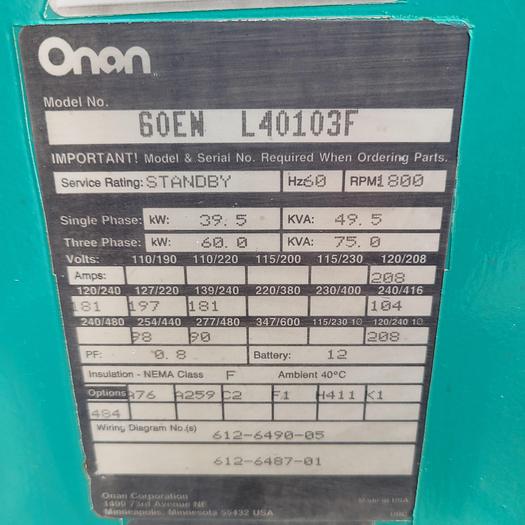 Onan
Model No.
60EN L40103F
IMPORTANT! Model & Serial No. Required When Ordering Parts.
Service Rating: STANDBY Hz 60 RPM 1800
Single Phase: kW: 39.5 KVA: 49.5
Three Phase: kW: 60.0 KVA: 75.0
Volts: 110/190 110/220 115/200 115/230 120/208
Amps: 208
120/240 127/220 139/240 220/380 230/400 240/416
181 197 181 104
240/480 254/440 277/480 347/600 115/230 1Ø 120/240 1Ø
98 90 208
PF: 0.8 Battery: 12
Insulation - NEMA Class F Ambient 40°C
Options A76 A259 C2 F1 H411 K1
484
Wiring Diagram No.(s)
612-6490-05
612-6487-01
Onan Corporation
1400 73rd Avenue NE
Minneapolis, Minnesota 55432 USA
Made in USA